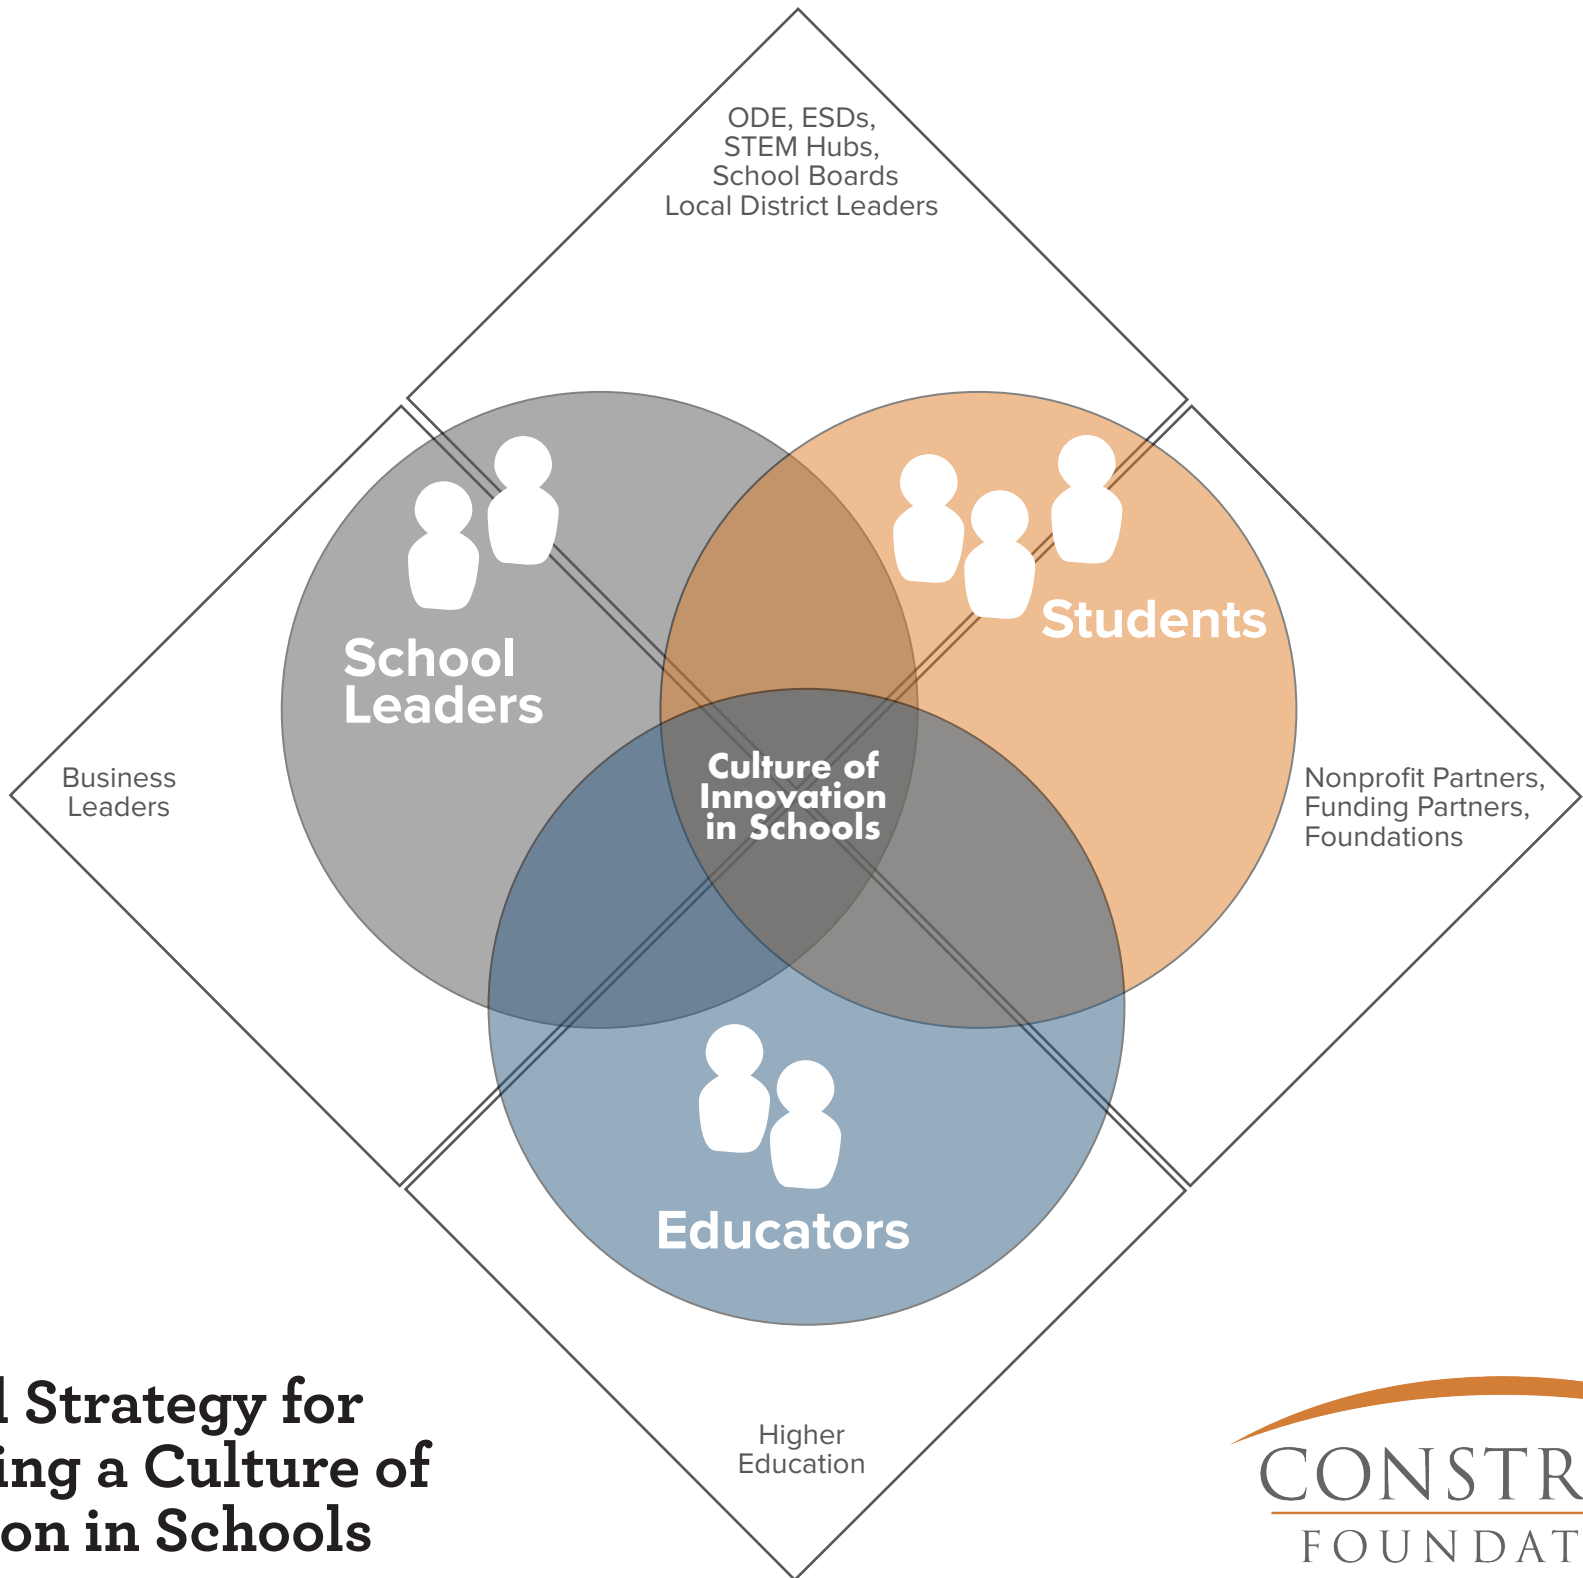 ODE, ESDs,
STEM Hubs,
School Boards
Local District Leaders
Students
School
Leaders
Culture of
Innovation
in Schools
Business
Leaders
Nonprofit Partners,
Funding Partners,
Foundations
Educators
Higher
Education
Strategy for
ing a Culture of
on in Schools
CONSTR
FOUNDAT